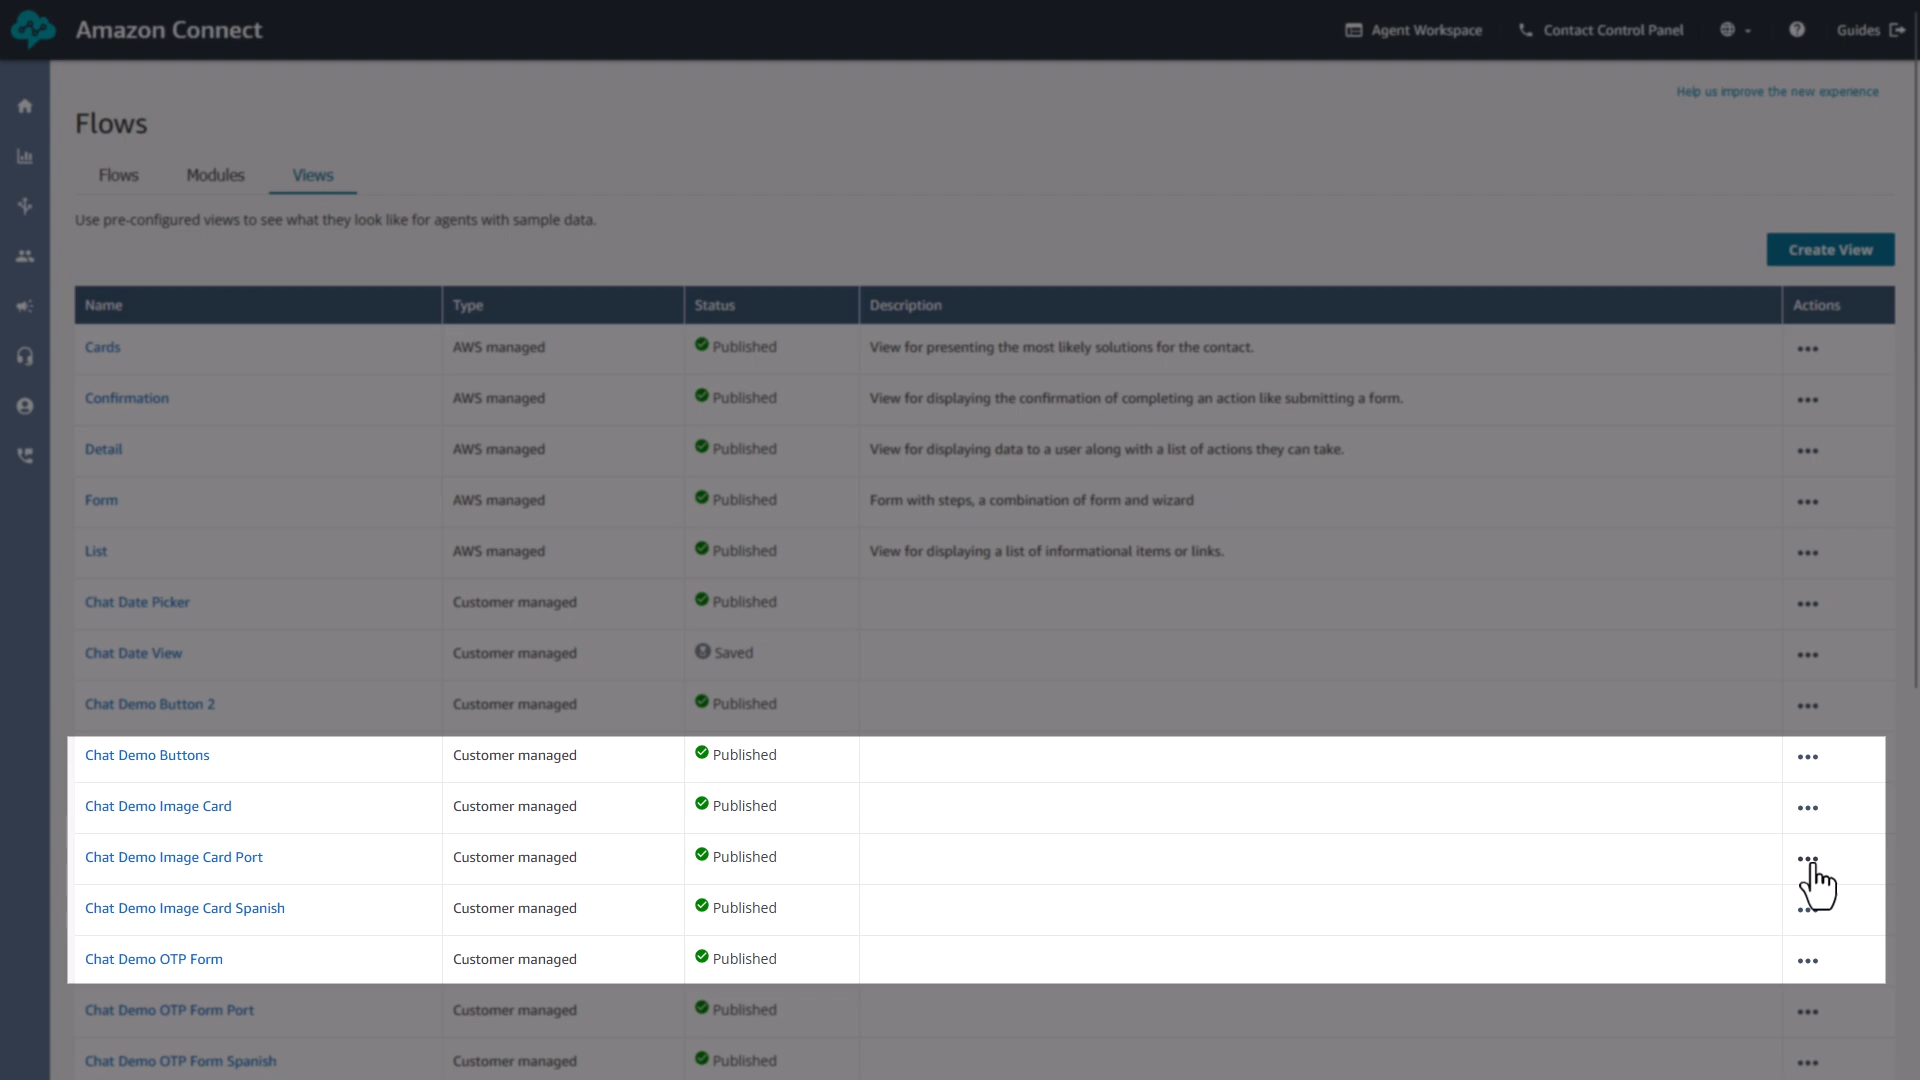 Amazon Connect
Agent Workspace
Contact Control Panel
Guides
Help us improve the new experience
Flows
Flows Modules Views
Use pre-configured views to see what they look like for agents with sample data.
Create View
Name Type Status Description Actions
Cards AWS managed Published View for presenting the most likely solutions for the contact.
Confirmation AWS managed Published View for displaying the confirmation of completing an action like submitting a form.
Detail AWS managed Published View for displaying data to a user along with a list of actions they can take.
Form AWS managed Published Form with steps, a combination of form and wizard
List AWS managed Published View for displaying a list of informational items or links.
Chat Date Picker Customer managed Published
Chat Date View Customer managed Saved
Chat Demo Button 2 Customer managed Published
Chat Demo Buttons Customer managed Published
Chat Demo Image Card Customer managed Published
Chat Demo Image Card Port Customer managed Published
Chat Demo Image Card Spanish Customer managed Published
Chat Demo OTP Form Customer managed Published
Chat Demo OTP Form Port Customer managed Published
Chat Demo OTP Form Spanish Customer managed Published